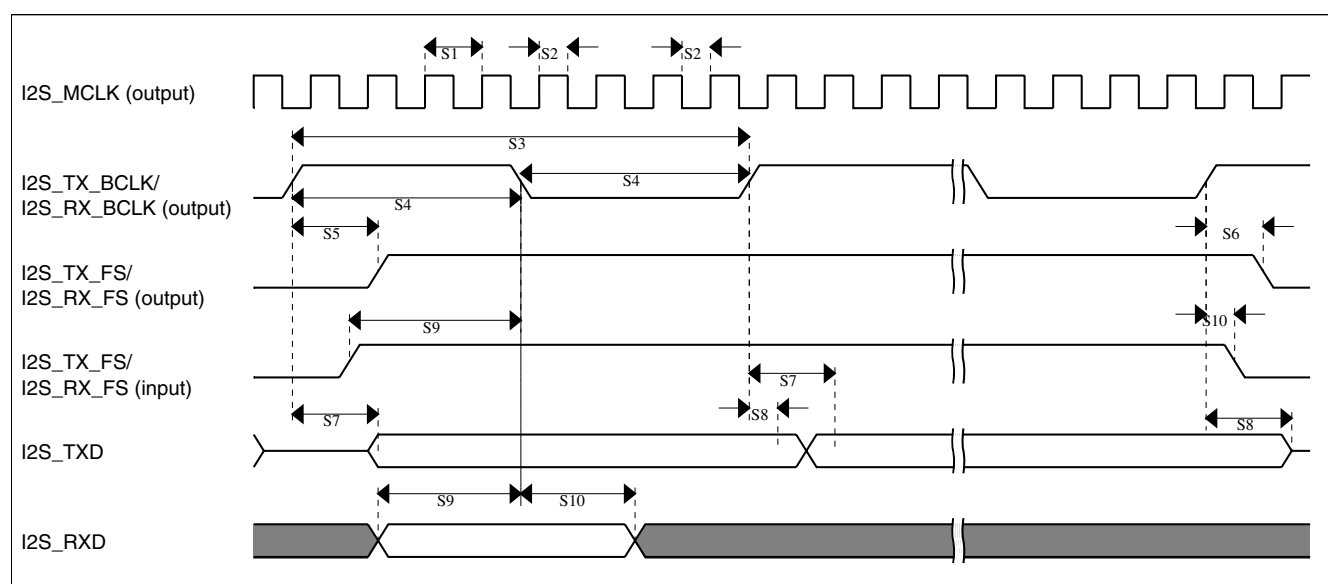 S1 S2 S2
I2S_MCLK (output)
S3
I2S_TX_BCLK/
I2S_RX_BCLK (output)
S4
S4
S5 S6
I2S_TX_FS/
I2S_RX_FS (output)
S9 S10
I2S_TX_FS/
I2S_RX_FS (input)
S7
S7 S8 S8
I2S_TXD
S9 S10
I2S_RXD